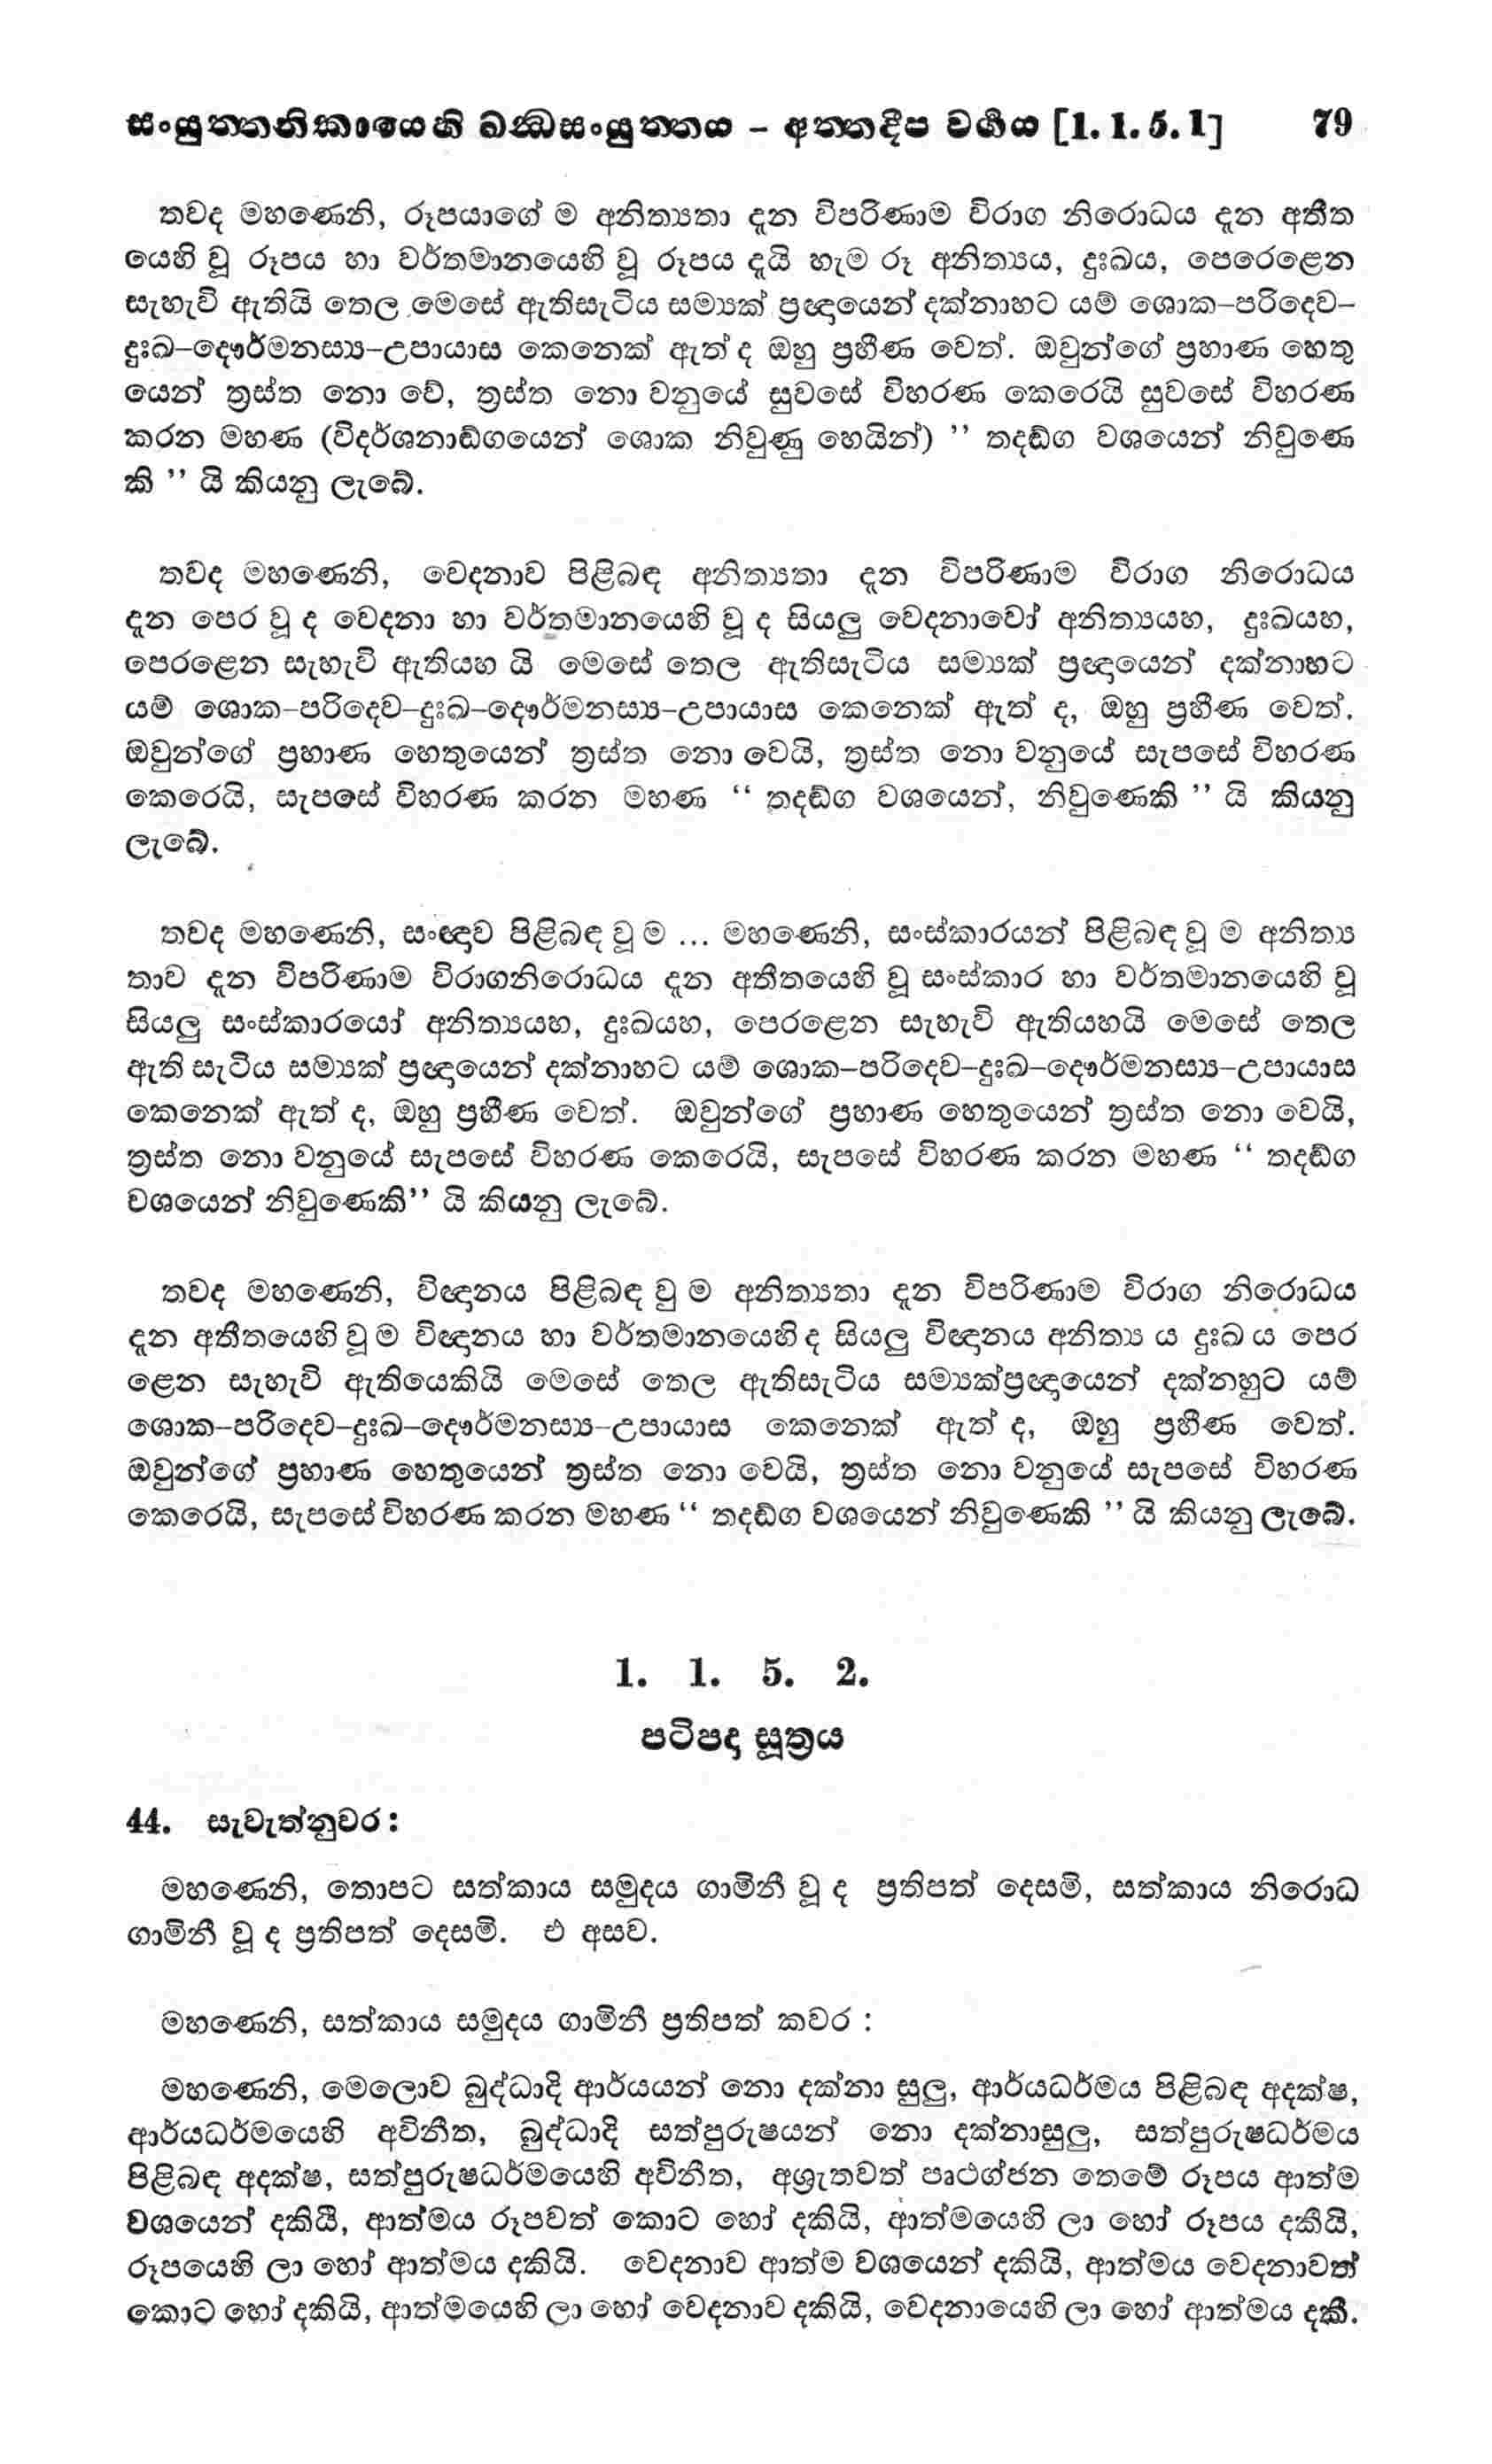 සංයුත්තනිකායෙහි ඛන්ධසංයුත්තය – අත්තදීප වර්ගය [1. 1. 5. 1] 79
තවද මහණෙනි, රූපයාගේ ම අනිත්‍යතා දැන විපරිණාම විරාග නිරොධය දැන අතීත
යෙහි වූ රූපය හා වර්තමානයෙහි වූ රූපය දැයි හැම රූ අනිත්‍යය, දුඃඛය, පෙරෙළෙන
සැහැවි ඇතියි තෙල මෙසේ ඇතිසැටිය සම්‍යක් ප්‍රඥායෙන් දක්නාහට යම් ශොක–පරිදෙව–
දුඃඛ–දෞර්මනස්‍ය–උපායාස කෙනෙක් ඇත් ද ඔහු ප්‍රහීණ වෙත්. ඔවුන්ගේ ප්‍රහාණ හෙතු
යෙන් ත්‍රස්ත නො වේ, ත්‍රස්ත නො වනුයේ සුවසේ විහරණ කෙරෙයි සුවසේ විහරණ
කරන මහණ (විදර්ශනාඞ්ගයෙන් ශොක නිවුණු හෙයින්) ’’ තදඞ්ග වශයෙන් නිවුණෙ
කි ’’ යි කියනු ලැබේ.
තවද මහණෙනි, වෙදනාව පිළිබඳ අනිත්‍යතා දැන විපරිණාම විරාග නිරොධය
දැන පෙර වූ ද වෙදනා හා වර්තමානයෙහි වූ ද සියලු වෙදනාවෝ අනිත්‍යයහ, දුඃඛයහ,
පෙරළෙන සැහැවි ඇතියහ යි මෙසේ තෙල ඇතිසැටිය සම්‍යක් ප්‍රඥායෙන් දක්නාහට
යම් ශොක–පරිදෙව–දුඃඛ–දෞර්මනස්‍ය–උපායාස කෙනෙක් ඇත් ද, ඔහු ප්‍රහීණ වෙත්.
ඔවුන්ගේ ප්‍රහාණ හෙතුයෙන් ත්‍රස්ත නො වෙයි, ත්‍රස්ත නො වනුයේ සැපසේ විහරණ
කෙරෙයි, සැපසේ විහරණ කරන මහණ ‘‘ තදඞ්ග වශයෙන්, නිවුණෙකි ’’ යි කියනු
ලැබේ.
තවද මහණෙනි, සංඥාව පිළිබඳ වූ ම ... මහණෙනි, සංස්කාරයන් පිළිබඳ වූ ම අනිත්‍ය
තාව දැන විපරිණාම විරාගනිරොධය දැන අතීතයෙහි වූ සංස්කාර හා වර්තමානයෙහි වූ
සියලු සංස්කාරයෝ අනිත්‍යයහ, දුඃඛයහ, පෙරළෙන සැහැවි ඇතියහයි මෙසේ තෙල
ඇති සැටිය සම්‍යක් ප්‍රඥායෙන් දක්නාහට යම් ශොක–පරිදෙව–දුඃඛ–දෞර්මනස්‍ය–උපායාස
කෙනෙක් ඇත් ද, ඔහු ප්‍රහීණ වෙත්. ඔවුන්ගේ ප්‍රහාණ හෙතුයෙන් ත්‍රස්ත නො වෙයි,
ත්‍රස්ත නො වනුයේ සැපසේ විහරණ කෙරෙයි, සැපසේ විහරණ කරන මහණ ‘‘ තදඞ්ග
වශයෙන් නිවුණෙකි’’ යි කියනු ලැබේ.
තවද මහණෙනි, විඥානය පිළිබඳ වු ම අනිත්‍යතා දැන විපරිණාම විරාග නිරොධය
දැන අතීතයෙහි වූ ම විඥානය හා වර්තමානයෙහි ද සියලු විඥානය අනිත්‍ය ය දුඃඛ ය පෙර
ළෙන සැහැවි ඇතියෙකියි මෙසේ තෙල ඇතිසැටිය සම්‍යක්ප්‍රඥායෙන් දක්නහුට යම්
ශොක–පරිදෙව–දුඃඛ–දෞර්මනස්‍ය–උපායාස කෙනෙක් ඇත් ද, ඔහු ප්‍රහීණ වෙත්.
ඔවුන්ගේ ප්‍රහාණ හෙතුයෙන් ත්‍රස්ත නො වෙයි, ත්‍රස්ත නො වනුයේ සැපසේ විහරණ
කෙරෙයි, සැපසේ විහරණ කරන මහණ ‘‘ තදඞ්ග වශයෙන් නිවුණෙකි ’’ යි කියනු ලැබේ.
1. 1. 5. 2.
පටිපදා සූත්‍රය
44. සැවැත්නුවර :
මහණෙනි, තොපට සත්කාය සමුදය ගාමිනී වූ ද ප්‍රතිපත් දෙසමි, සත්කාය නිරොධ
ගාමිනී වූ ද ප්‍රතිපත් දෙසමි. එ අසව.
මහණෙනි, සත්කාය සමුදය ගාමිනී ප්‍රතිපත් කවර :
මහණෙනි, මෙලොව බුද්ධාදි ආර්යයන් නො දක්නා සුලු, ආර්යධර්මය පිළිබඳ අදක්ෂ,
ආර්යධර්මයෙහි අවිනීත, බුද්ධාදි සත්පුරුෂයන් නො දක්නාසුලු, සත්පුරුෂධර්මය
පිළිබඳ අදක්ෂ, සත්පුරුෂධර්මයෙහි අවිනීත, අශ්‍රුතවත් පෘථග්ජන තෙමේ රූපය ආත්ම
වශයෙන් දකියි, ආත්මය රූපවත් කොට හෝ දකියි, ආත්මයෙහි ලා හෝ රූපය දකියි,
රූපයෙහි ලා හෝ ආත්මය දකියි. වෙදනාව ආත්ම වශයෙන් දකියි, ආත්මය වෙදනාවත්
කොට හෝ දකියි, ආත්මයෙහි ලා හෝ වෙදනාව දකියි, වෙදනායෙහි ලා හෝ ආත්මය දකී.